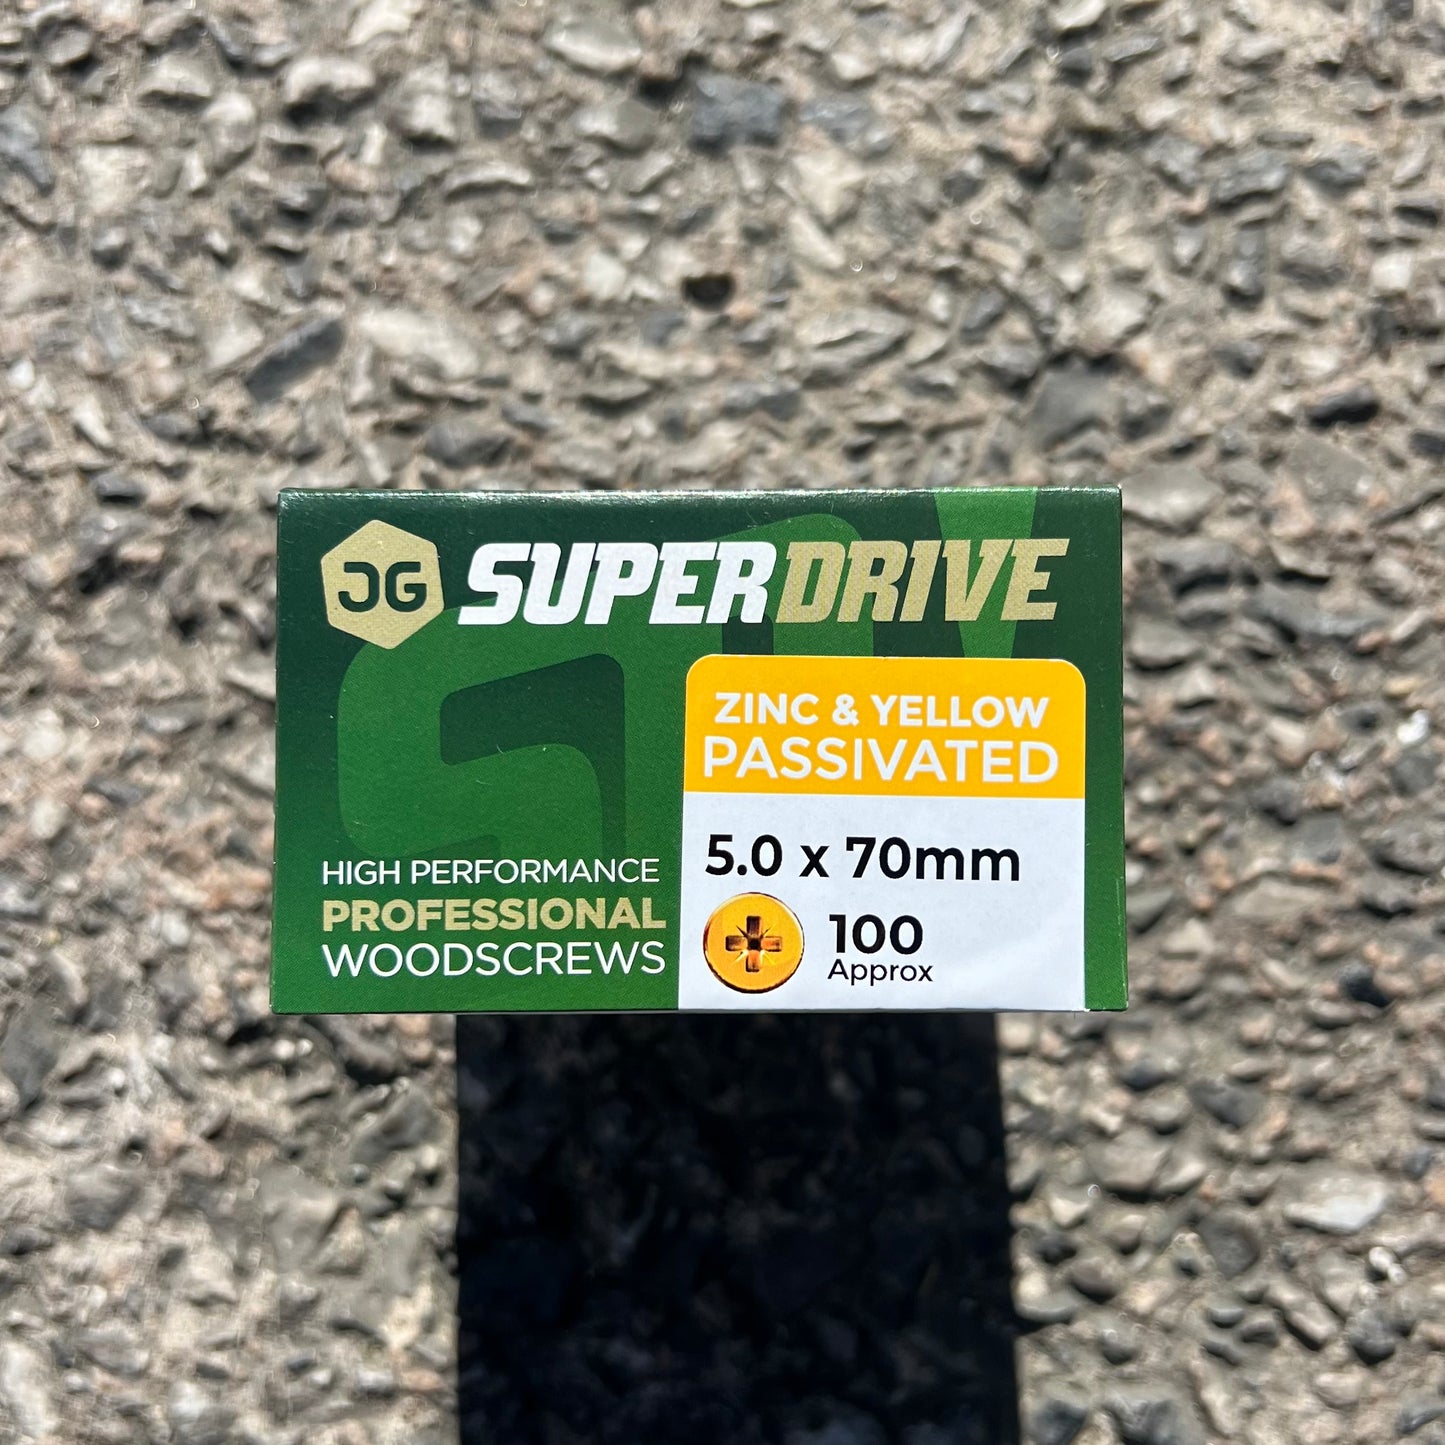 JG SUPERDRIVE
ZINC & YELLOW
PASSIVATED
5.0 x 70mm
100
Approx
HIGH PERFORMANCE
PROFESSIONAL
WOODSCREWS